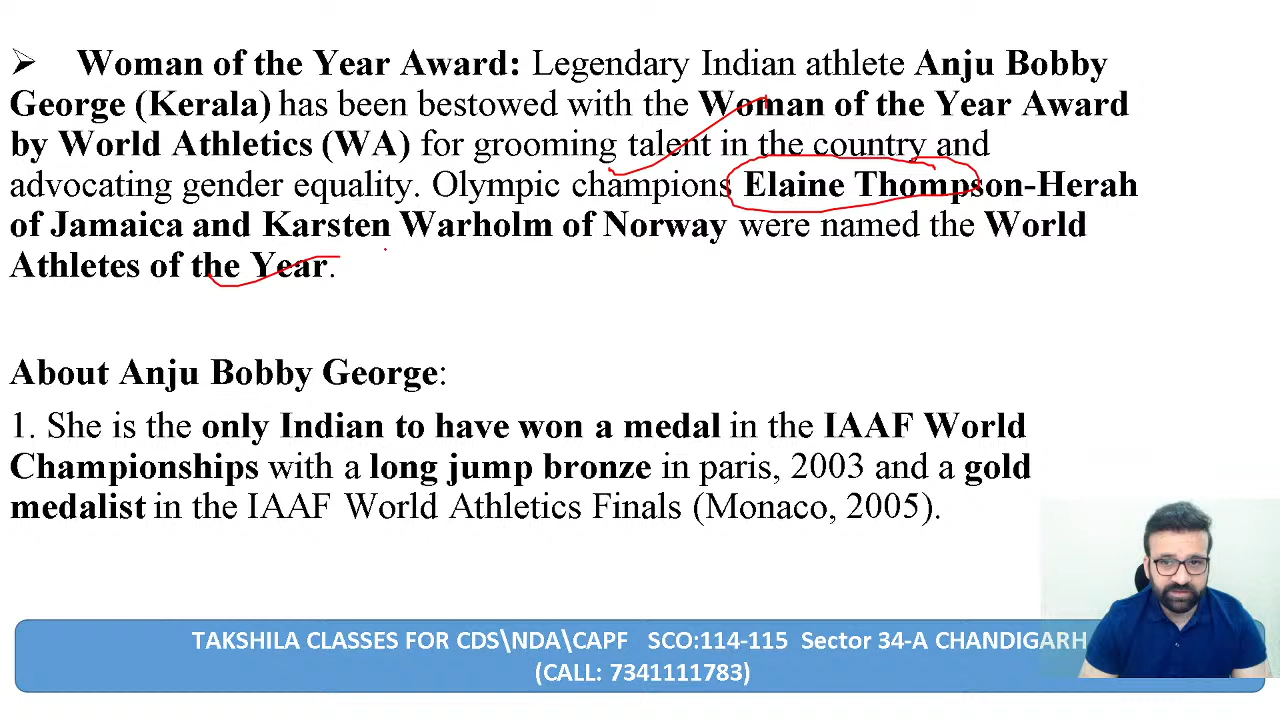 ➢ Woman of the Year Award: Legendary Indian athlete Anju Bobby
George (Kerala) has been bestowed with the Woman of the Year Award
by World Athletics (WA) for grooming talent in the country and
advocating gender equality. Olympic champions Elaine Thompson-Herah
of Jamaica and Karsten Warholm of Norway were named the World
Athletes of the Year.
About Anju Bobby George:
1. She is the only Indian to have won a medal in the IAAF World
Championships with a long jump bronze in paris, 2003 and a gold
medalist in the IAAF World Athletics Finals (Monaco, 2005).
TAKSHILA CLASSES FOR CDS\NDA\CAPF SCO:114-115 Sector 34-A CHANDIGARH
(CALL: 7341111783)